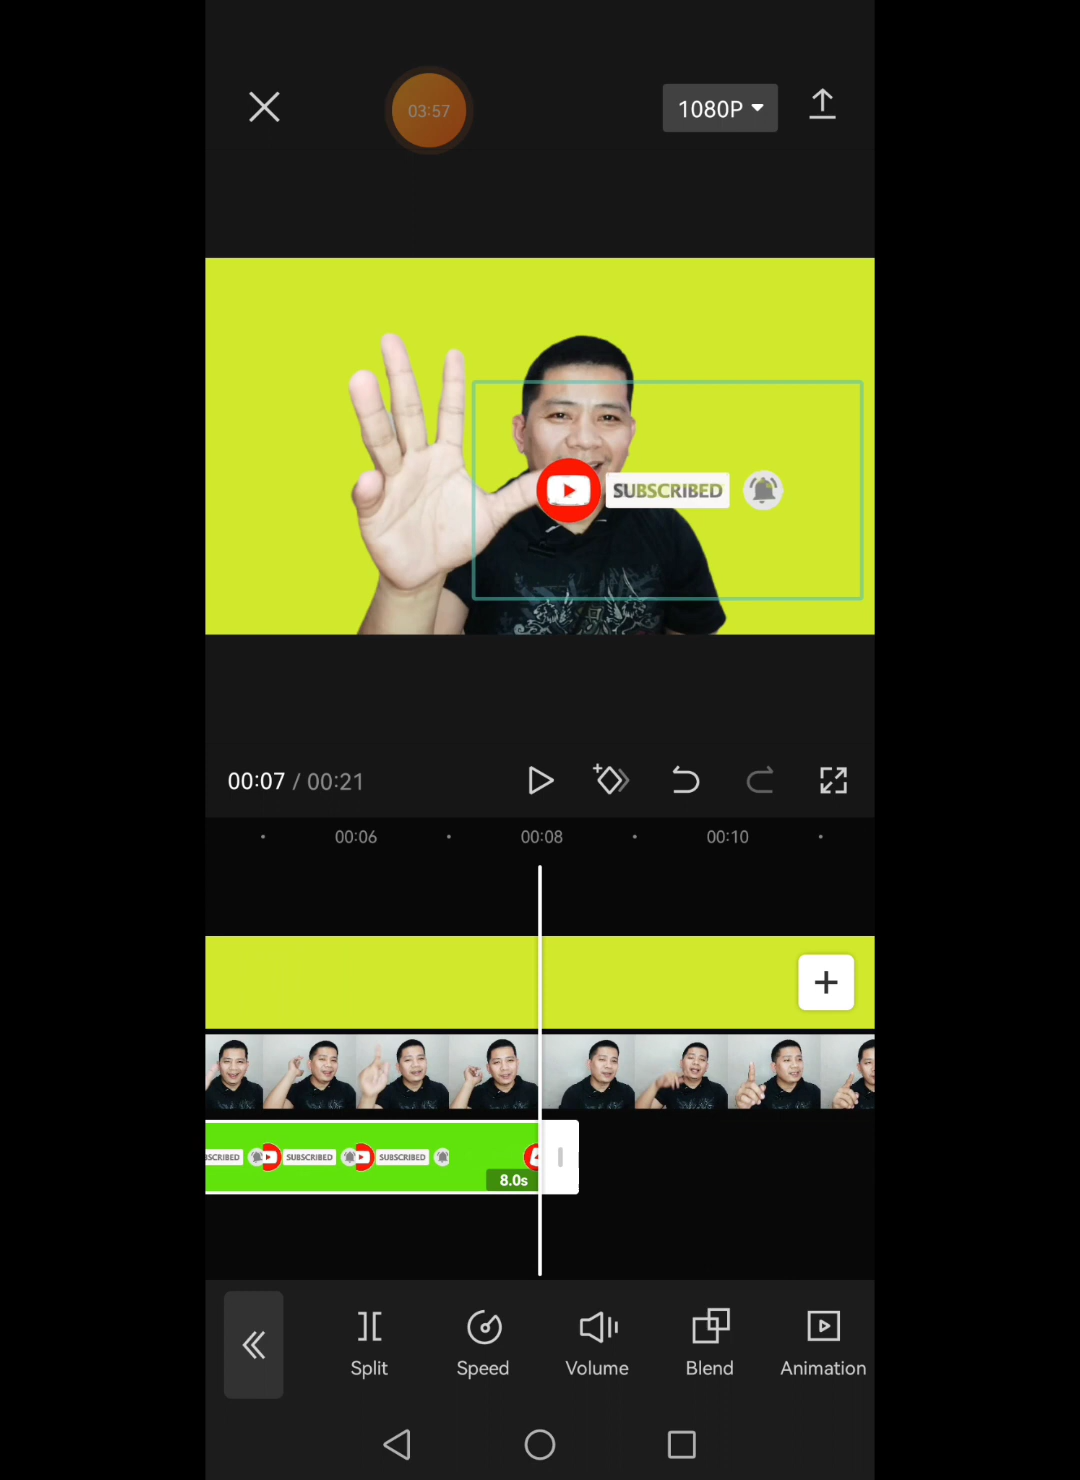 03:57
1080P
SUBSCRIBED
00:07 / 00:21
00:06
00:08
00:10
SCRIBED
SUBSCRIBED
SUBSCRIBED
8.0s
Split
Speed
Volume
Blend
Animation